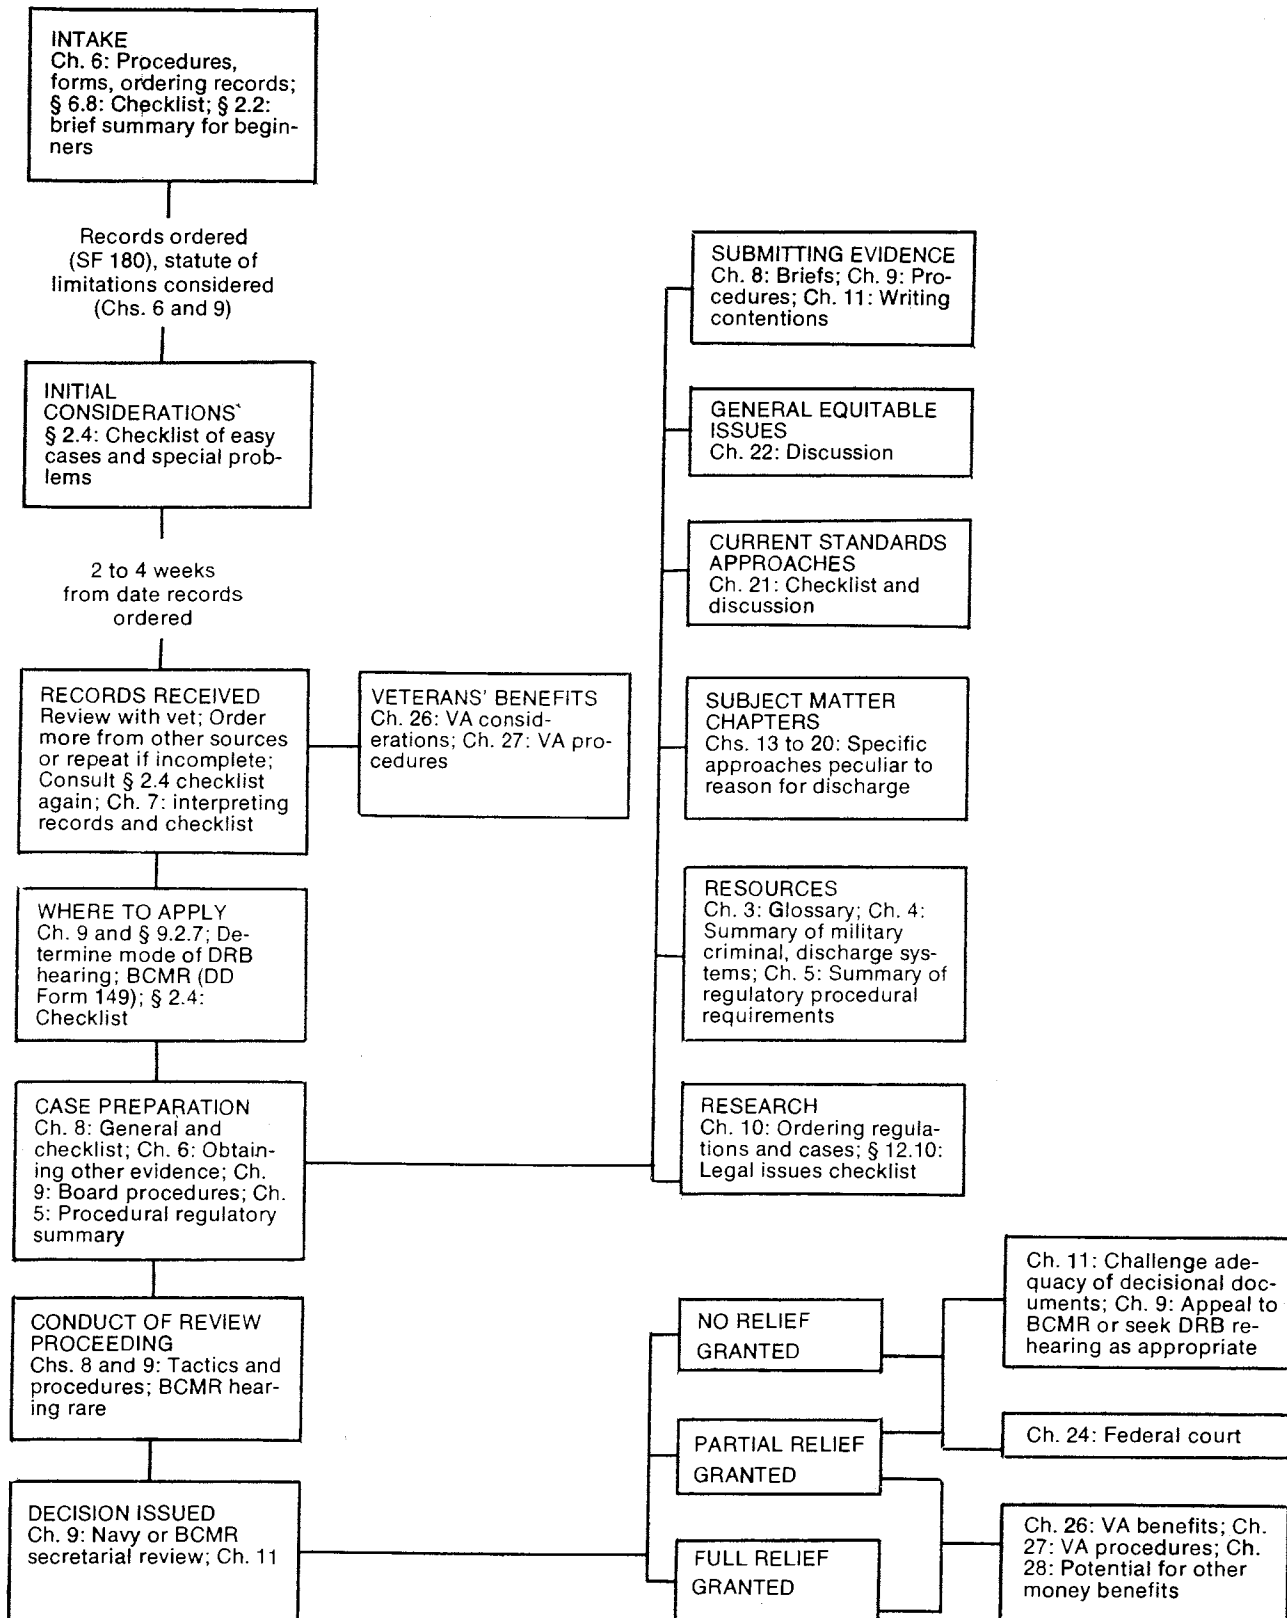 INTAKE
Ch. 6: Procedures,
forms, ordering records;
§ 6.8: Checklist; § 2.2:
brief summary for begin-
ners
Records ordered
(SF 180), statute of
limitations considered
(Chs. 6 and 9)
INITIAL
CONSIDERATIONS
§ 2.4: Checklist of easy
cases and special prob-
lems
2 to 4 weeks
from date records
ordered
RECORDS RECEIVED
Review with vet; Order
more from other sources
or repeat if incomplete;
Consult § 2.4 checklist
again; Ch. 7: interpreting
records and checklist
VETERANS' BENEFITS
Ch. 26: VA consid-
erations; Ch. 27: VA pro-
cedures
WHERE TO APPLY
Ch. 9 and § 9.2.7; De-
termine mode of DRB
hearing; BCMR (DD
Form 149); § 2.4:
Checklist
CASE PREPARATION
Ch. 8: General and
checklist; Ch. 6: Obtain-
ing other evidence; Ch.
9: Board procedures; Ch.
5: Procedural regulatory
summary
SUBMITTING EVIDENCE
Ch. 8: Briefs; Ch. 9: Pro-
cedures; Ch. 11: Writing
contentions
GENERAL EQUITABLE
ISSUES
Ch. 22: Discussion
CURRENT STANDARDS
APPROACHES
Ch. 21: Checklist and
discussion
SUBJECT MATTER
CHAPTERS
Chs. 13 to 20: Specific
approaches peculiar to
reason for discharge
RESOURCES
Ch. 3: Glossary; Ch. 4:
Summary of military
criminal, discharge sys-
tems; Ch. 5: Summary of
regulatory procedural
requirements
RESEARCH
Ch. 10: Ordering regula-
tions and cases; § 12.10:
Legal issues checklist
CONDUCT OF REVIEW
PROCEEDING
Chs. 8 and 9: Tactics and
procedures; BCMR hear-
ing rare
DECISION ISSUED
Ch. 9: Navy or BCMR
secretarial review; Ch. 11
NO RELIEF
GRANTED
PARTIAL RELIEF
GRANTED
FULL RELIEF
GRANTED
Ch. 11: Challenge ade-
quacy of decisional doc-
uments; Ch. 9: Appeal to
BCMR or seek DRB re-
hearing as appropriate
Ch. 24: Federal court
Ch. 26: VA benefits; Ch.
27: VA procedures; Ch.
28: Potential for other
money benefits